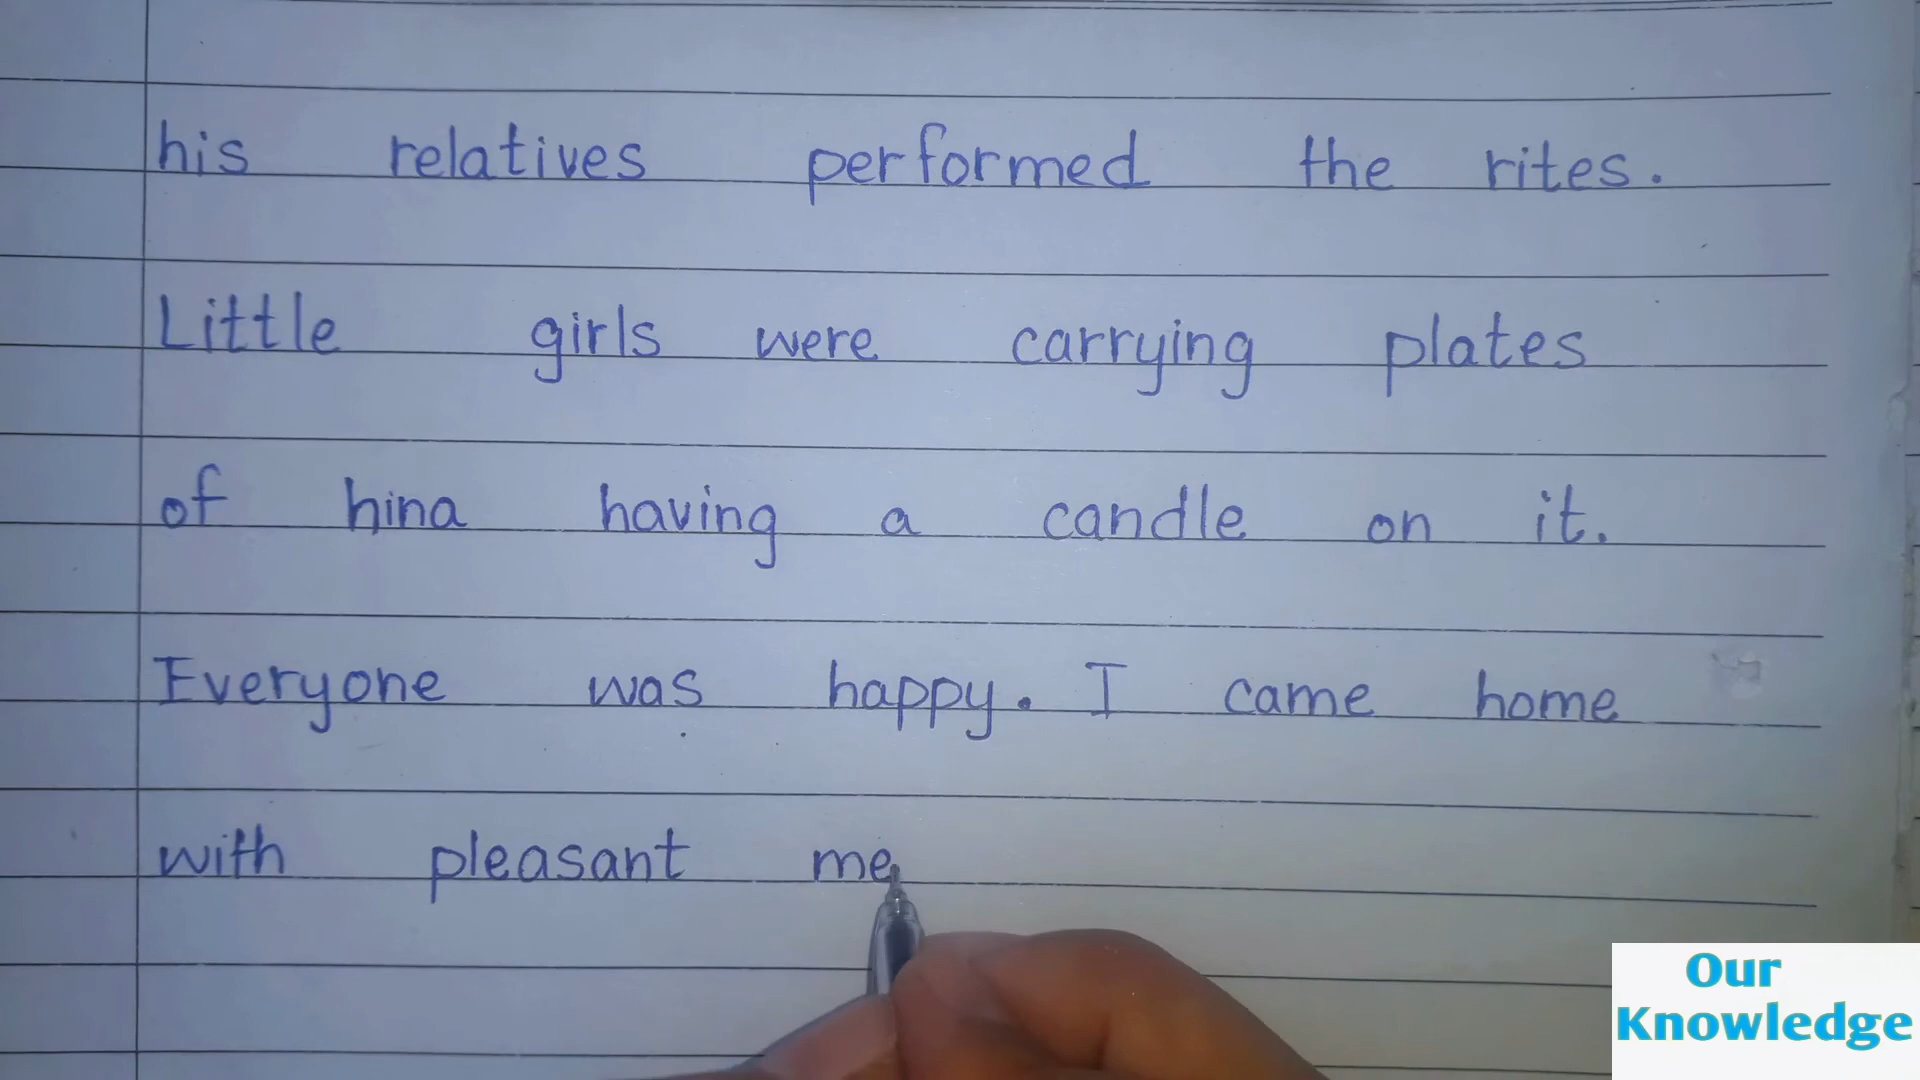 his relatives performed the rites.
Little girls were carrying plates
of hina having a candle on it.
Everyone was happy. I came home
with pleasant me
Our
Knowledge